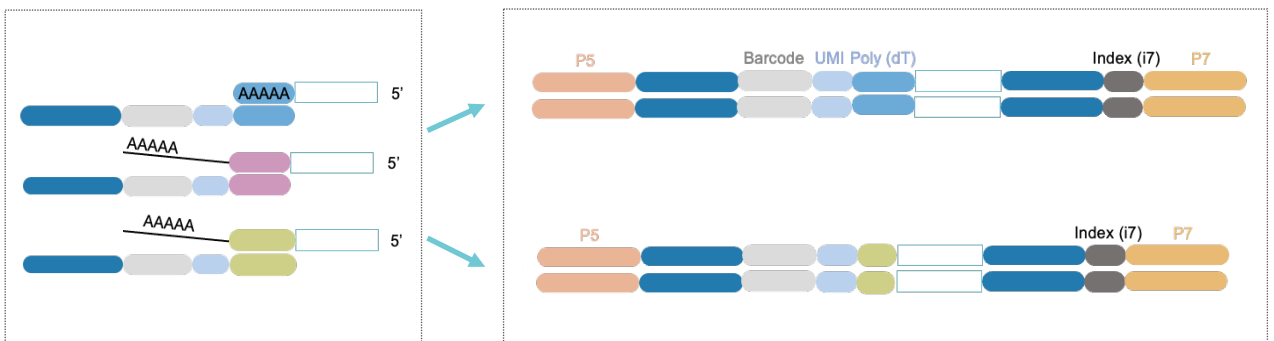 AAAAA
5'
AAAAA
5'
AAAAA
5'
P5 Barcode UMI Poly (dT) Index (i7) P7
P5 Index (i7) P7